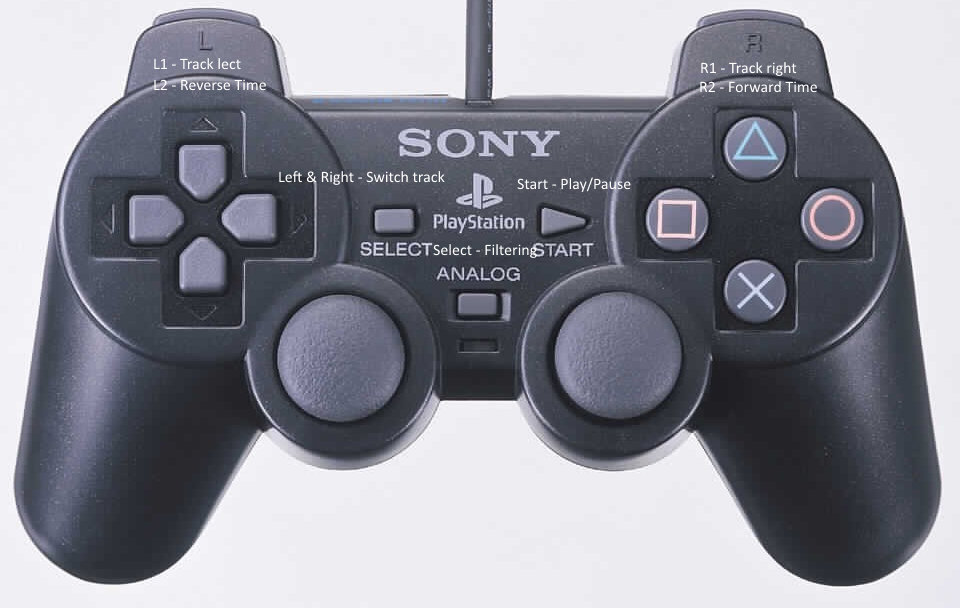 L
R
L1 - Track lect
L2 - Reverse Time
R1 - Track right
R2 - Forward Time
SONY
Left & Right - Switch track
Start - Play/Pause
PlayStation
SELECT
Select - Filtering
START
ANALOG